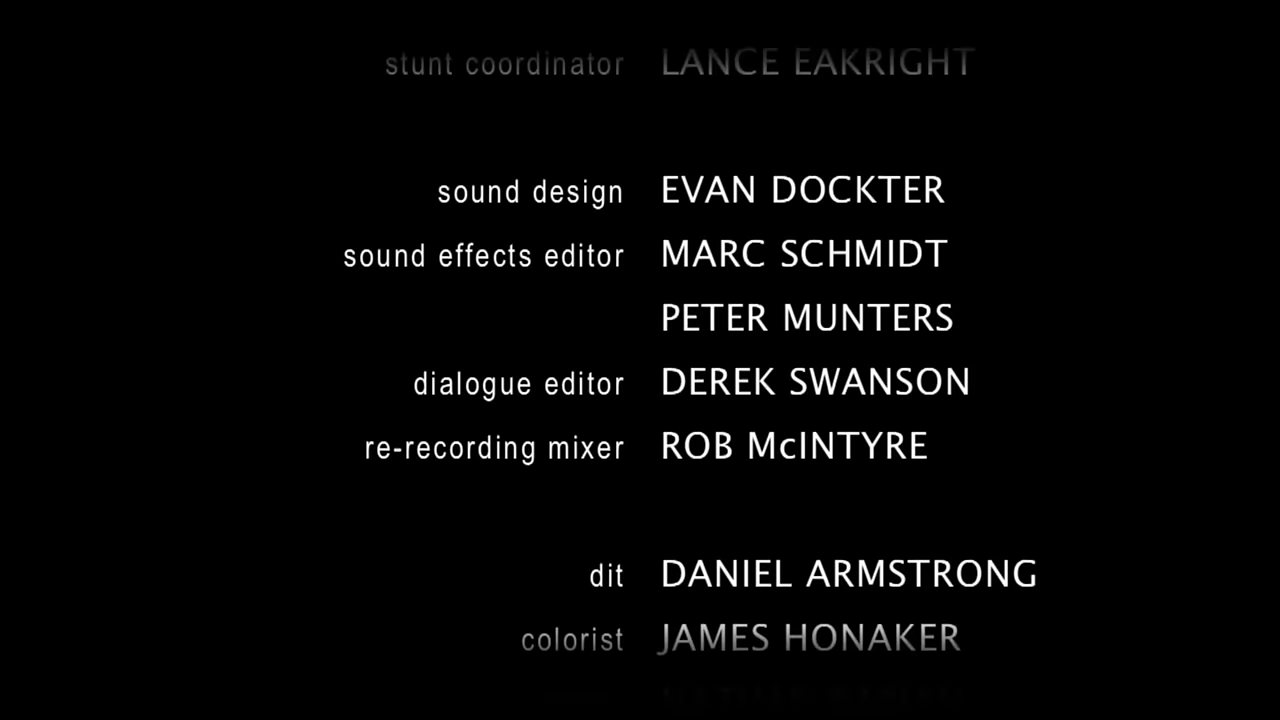 stunt coordinator LANCE EAKRIGHT
sound design EVAN DOCKTER
sound effects editor MARC SCHMIDT
PETER MUNTERS
dialogue editor DEREK SWANSON
re-recording mixer ROB McINTYRE
dit DANIEL ARMSTRONG
colorist JAMES HONAKER